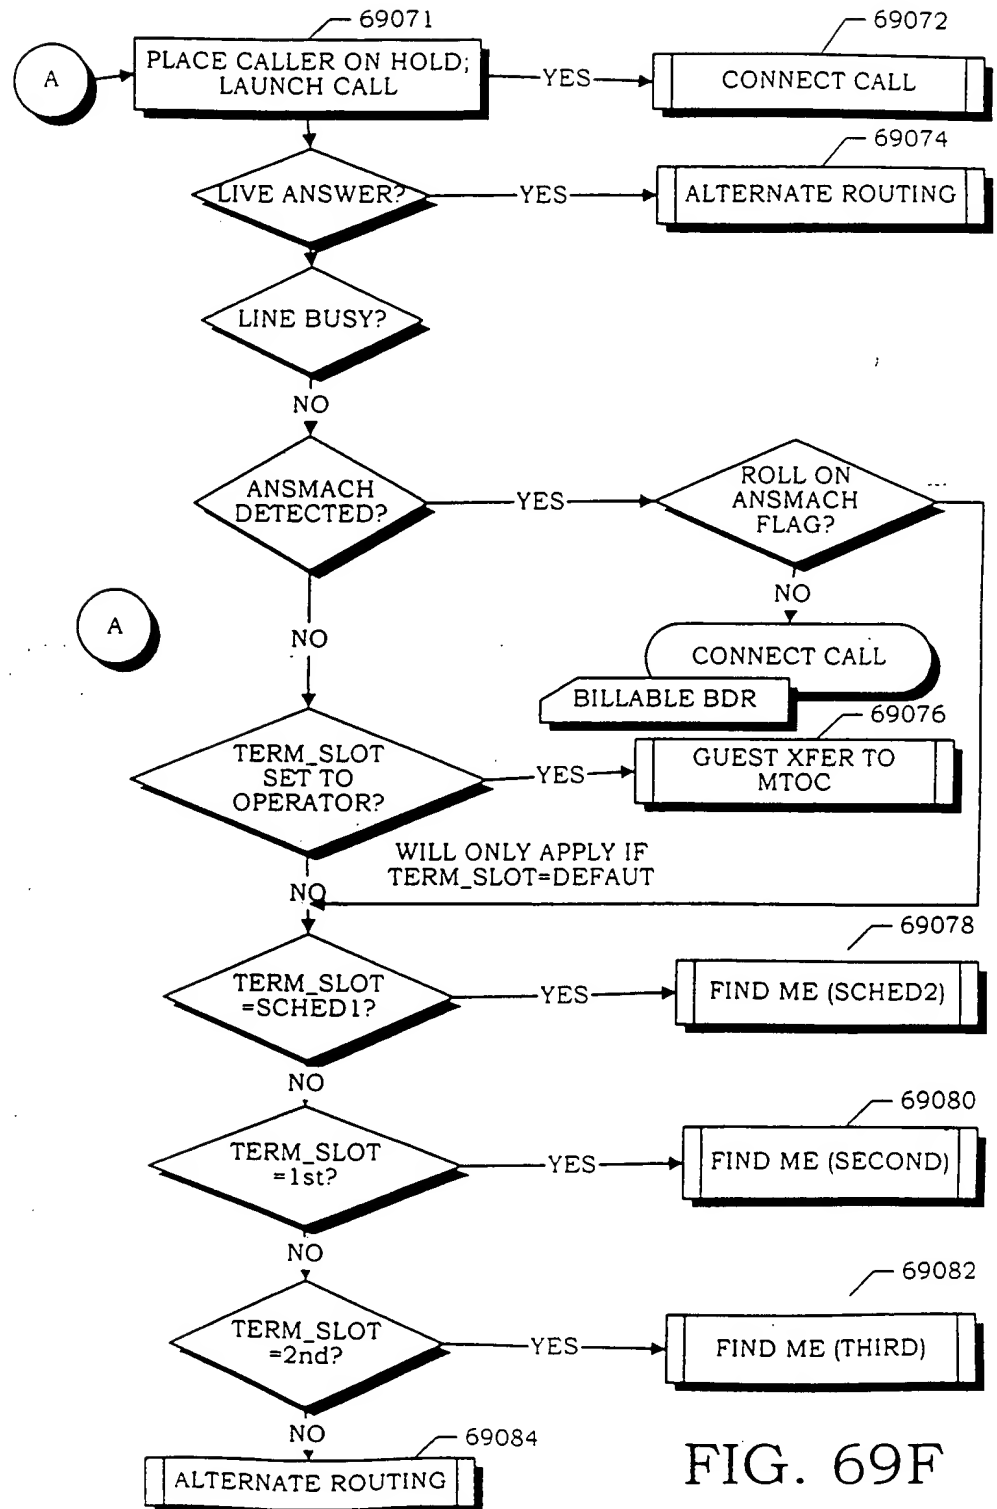 69071
A
PLACE CALLER ON HOLD;
LAUNCH CALL
YES
69072
CONNECT CALL
69074
LIVE ANSWER?
YES
ALTERNATE ROUTING
LINE BUSY?
NO
ANSMACH
DETECTED?
YES
ROLL ON
ANSMACH
FLAG?
NO
CONNECT CALL
BILLABLE BDR
A
NO
69076
TERM_SLOT
SET TO
OPERATOR?
YES
GUEST XFER TO
MTOC
WILL ONLY APPLY IF
TERM_SLOT=DEFAUT
NO
69078
TERM_SLOT
=SCHED1?
YES
FIND ME (SCHED2)
NO
69080
TERM_SLOT
=1st?
YES
FIND ME (SECOND)
NO
69082
TERM_SLOT
=2nd?
YES
FIND ME (THIRD)
NO
69084
ALTERNATE ROUTING
FIG. 69F